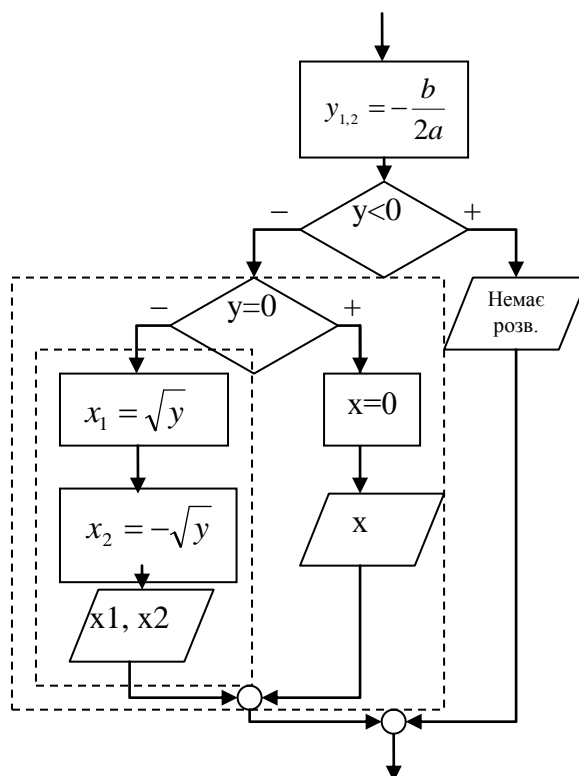 y₁,₂ = −b/2a
y<0
−
+
Немає
розв.
y=0
−
+
x₁ = √y
x=0
x₂ = −√y
x
x1, x2